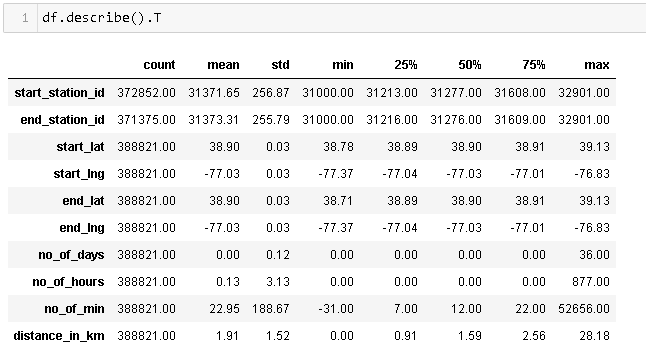 1 df.describe().T
count mean std min 25% 50% 75% max
start_station_id 372852.00 31371.65 256.87 31000.00 31213.00 31277.00 31608.00 32901.00
end_station_id 371375.00 31373.31 255.79 31000.00 31216.00 31276.00 31609.00 32901.00
start_lat 388821.00 38.90 0.03 38.78 38.89 38.90 38.91 39.13
start_lng 388821.00 -77.03 0.03 -77.37 -77.04 -77.03 -77.01 -76.83
end_lat 388821.00 38.90 0.03 38.71 38.89 38.90 38.91 39.13
end_lng 388821.00 -77.03 0.03 -77.37 -77.04 -77.03 -77.01 -76.83
no_of_days 388821.00 0.00 0.12 0.00 0.00 0.00 0.00 36.00
no_of_hours 388821.00 0.13 3.13 0.00 0.00 0.00 0.00 877.00
no_of_min 388821.00 22.95 188.67 -31.00 7.00 12.00 22.00 52656.00
distance_in_km 388821.00 1.91 1.52 0.00 0.91 1.59 2.56 28.18